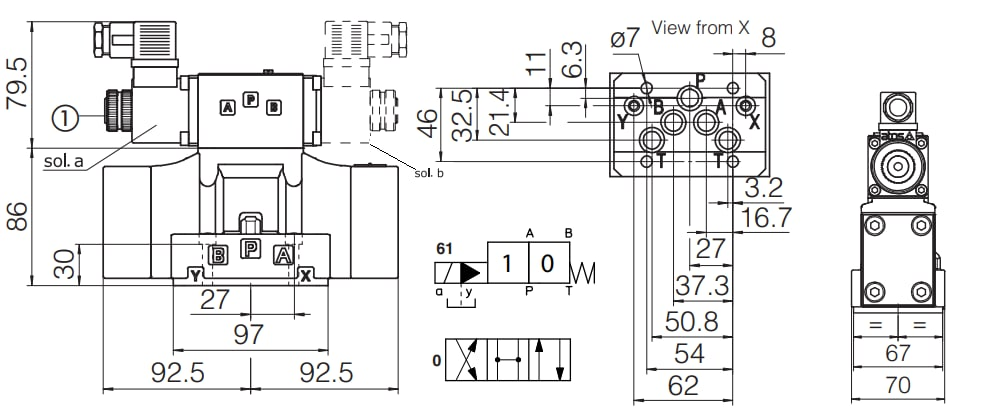 79.5
86
30
①
sol. a
sol. b
A P B
B P A
Y X
27
97
92.5 92.5
View from X
ø7
11
6.3
8
46
32.5
21.4
P
B A
Y X
T T
3.2
16.7
27
37.3
50.8
54
62
61
A B
1 0
a y P T
0
atos
= =
67
70